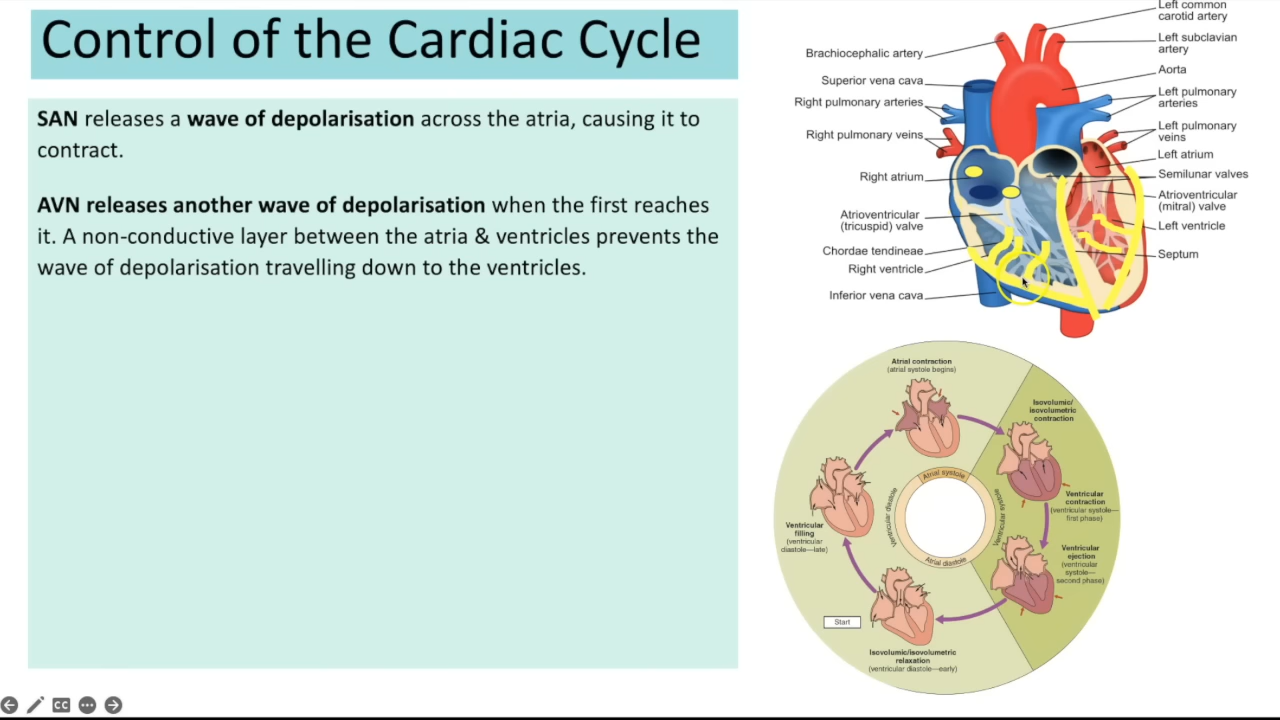 Control of the Cardiac Cycle
SAN releases a wave of depolarisation across the atria, causing it to
contract.
AVN releases another wave of depolarisation when the first reaches
it. A non-conductive layer between the atria & ventricles prevents the
wave of depolarisation travelling down to the ventricles.
Brachiocephalic artery
Superior vena cava
Right pulmonary arteries
Right pulmonary veins
Right atrium
Atrioventricular
(tricuspid) valve
Chordae tendineae
Right ventricle
Inferior vena cava
Left common
carotid artery
Left subclavian
artery
Aorta
Left pulmonary
arteries
Left pulmonary
veins
Left atrium
Semilunar valves
Atrioventricular
(mitral) valve
Left ventricle
Septum
Atrial contraction
(atrial systole begins)
Isovolumic/
isovolumetric
contraction
Ventricular
contraction
(ventricular systole—
first phase)
Ventricular
ejection
(ventricular
systole—
second phase)
Isovolumic/isovolumetric
relaxation
(ventricular diastole—early)
Start
Ventricular
filling
(ventricular
diastole—late)
Atrial systole
Ventricular systole
Atrial diastole
Ventricular diastole
CC